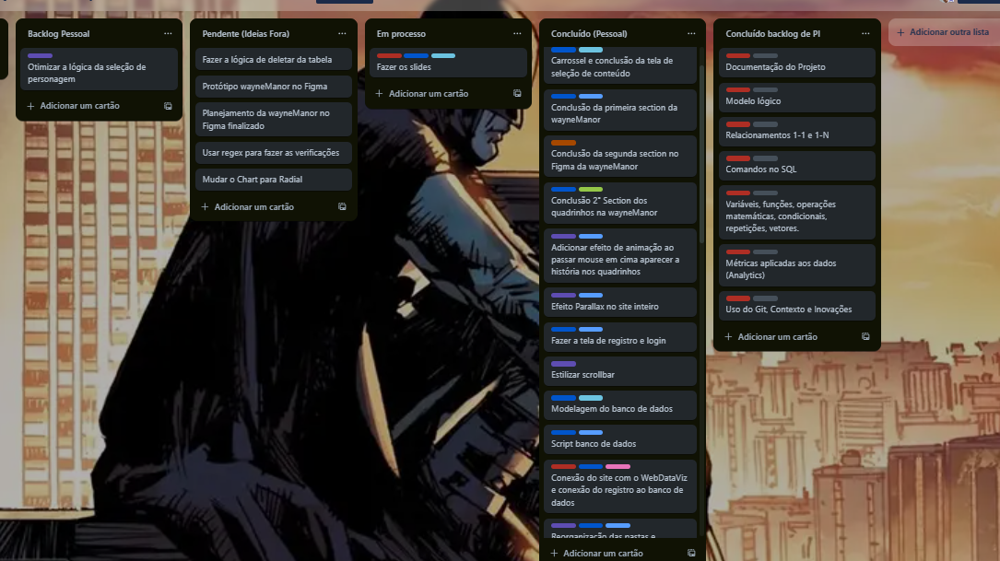 Backlog Pessoal
Otimizar a lógica da seleção de
personagem
Adicionar um cartão
Pendente (Ideias Fora)
Fazer a lógica de deletar da tabela
Protótipo wayneManor no Figma
Planejamento da wayneManor no
Figma finalizado
Usar regex para fazer as verificações
Mudar o Chart para Radial
Adicionar um cartão
Em processo
Fazer os slides
Adicionar um cartão
Concluído (Pessoal)
Carrossel e conclusão da tela de
seleção de conteúdo
Conclusão da primeira section da
wayneManor
Conclusão da segunda section no
Figma da wayneManor
Conclusão 2° Section dos
quadrinhos na wayneManor
Adicionar efeito de animação ao
passar mouse em cima aparecer a
história nos quadrinhos
Efeito Parallax no site inteiro
Fazer a tela de registro e login
Estilizar scrollbar
Modelagem do banco de dados
Script banco de dados
Conexão do site com o WebDataViz
e conexão do registro ao banco de
dados
Reorganização das pastas e
Adicionar um cartão
Concluído backlog de PI
Documentação do Projeto
Modelo lógico
Relacionamentos 1-1 e 1-N
Comandos no SQL
Variáveis, funções, operações
matemáticas, condicionais,
repetições, vetores.
Métricas aplicadas aos dados
(Analytics)
Uso do Git, Contexto e Inovações
Adicionar um cartão
Adicionar outra lista